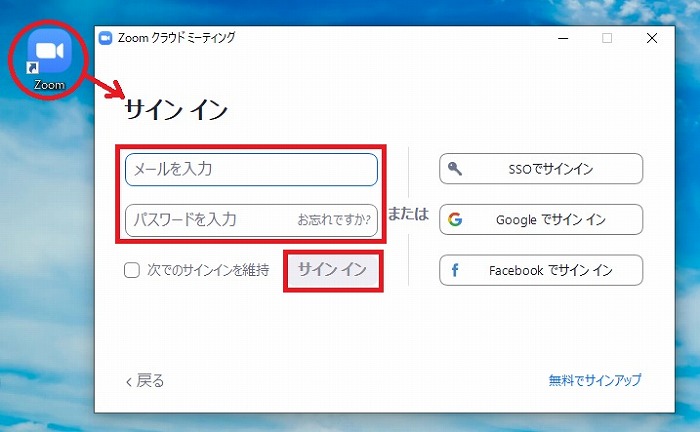 Zoom
Zoom クラウド ミーティング
サイン イン
メールを入力
パスワードを入力 お忘れですか?
次でのサインインを維持 サイン イン
または
SSOでサインイン
Google でサイン イン
Facebook でサイン イン
戻る
無料でサインアップ